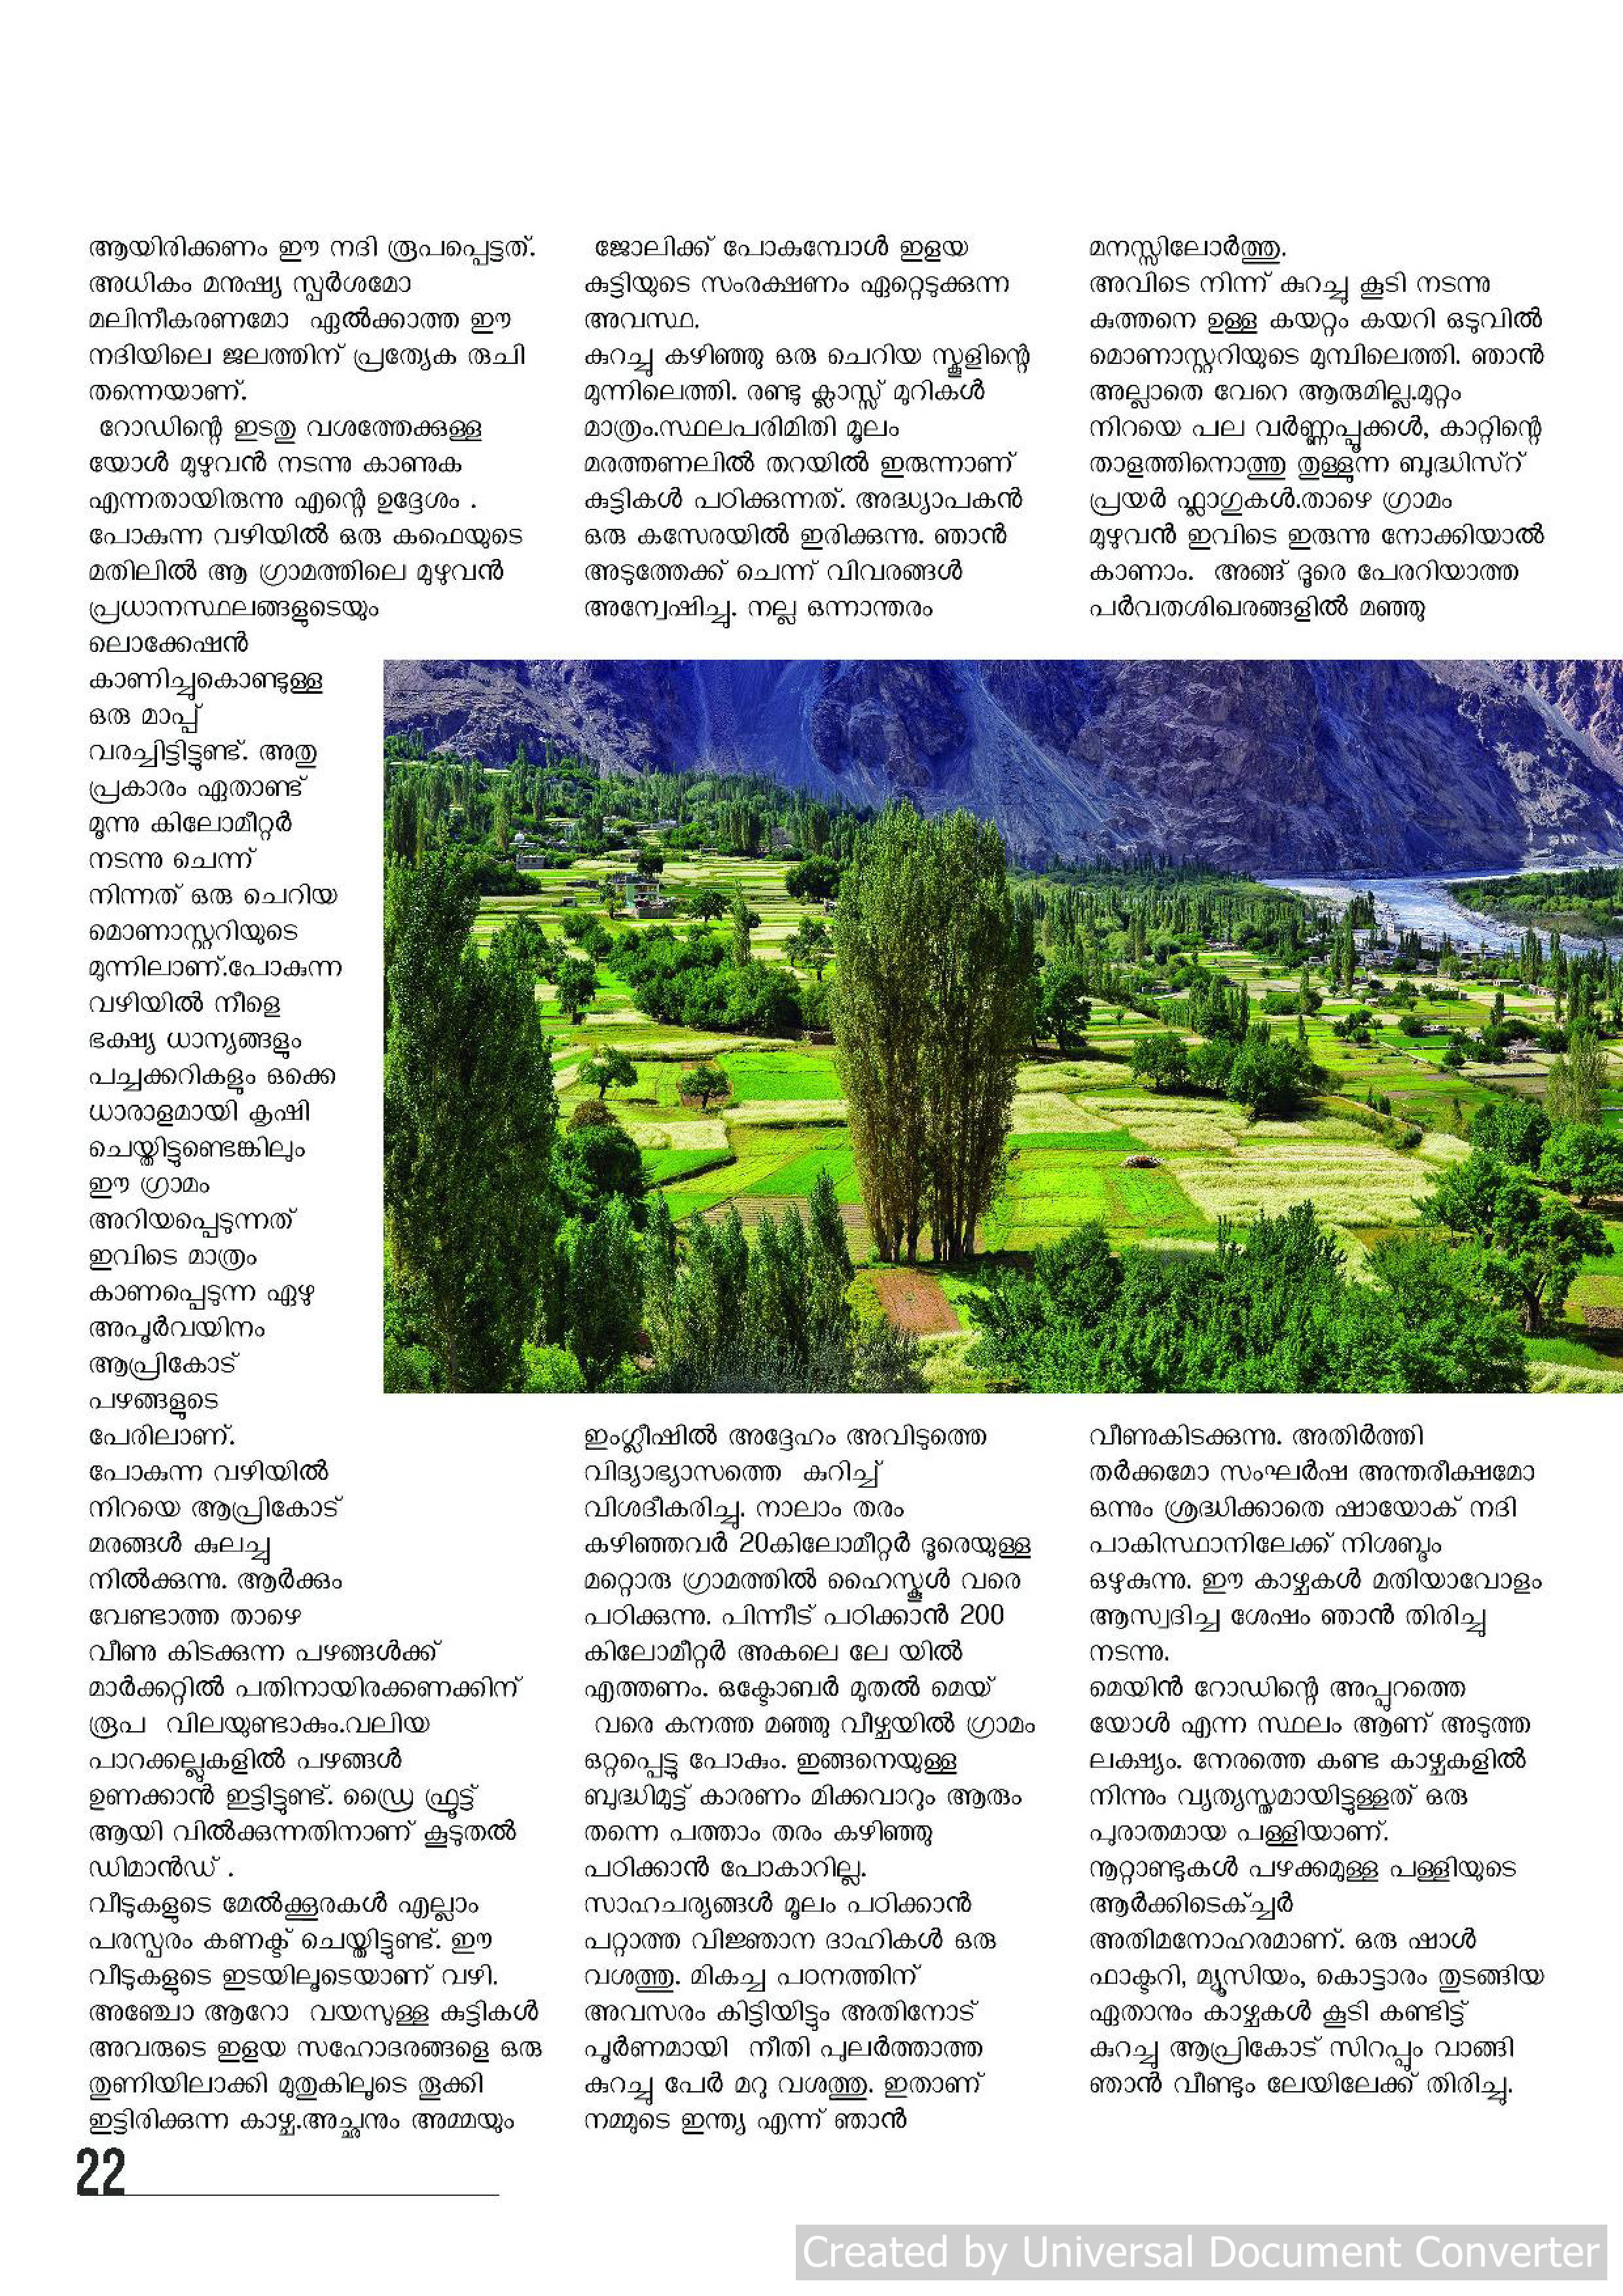 ആയിരിക്കണം ഈ നദി രൂപപ്പെട്ടത്.
അധികം മനുഷ്യ സ്പർശമോ
മലിനീകരണമോ ഏൽക്കാത്ത ഈ
നദിയിലെ ജലത്തിന് പ്രത്യേക രുചി
തന്നെയാണ്.
റോഡിന്റെ ഇടതു വശത്തേക്കുള്ള
യോൾ മുഴുവൻ നടന്നു കാണുക
എന്നതായിരുന്നു എന്റെ ഉദ്ദേശം .
പോകുന്ന വഴിയിൽ ഒരു കഫെയുടെ
മതിലിൽ ആ ഗ്രാമത്തിലെ മുഴുവൻ
പ്രധാനസ്ഥലങ്ങളുടെയും
ലൊക്കേഷൻ
കാണിച്ചുകൊണ്ടുള്ള
ഒരു മാപ്പ്
വരച്ചിട്ടിട്ടുണ്ട്. അതു
പ്രകാരം ഏതാണ്ട്
മൂന്നു കിലോമീറ്റർ
നടന്നു ചെന്ന്
നിന്നത് ഒരു ചെറിയ
മൊണാസ്റ്ററിയുടെ
മുന്നിലാണ്.പോകുന്ന
വഴിയിൽ നീളെ
ഭക്ഷ്യ ധാന്യങ്ങളും
പച്ചക്കറികളും ഒക്കെ
ധാരാളമായി കൃഷി
ചെയ്തിട്ടുണ്ടെങ്കിലും
ഈ ഗ്രാമം
അറിയപ്പെടുന്നത്
ഇവിടെ മാത്രം
കാണപ്പെടുന്ന ഏഴു
അപൂർവയിനം
ആപ്രികോട്
പഴങ്ങളുടെ
പേരിലാണ്.
പോകുന്ന വഴിയിൽ
നിറയെ ആപ്രികോട്
മരങ്ങൾ കുലച്ചു
നിൽക്കുന്നു. ആർക്കും
വേണ്ടാത്ത താഴെ
വീണു കിടക്കുന്ന പഴങ്ങൾക്ക്
മാർക്കറ്റിൽ പതിനായിരക്കണക്കിന്
രൂപ വിലയുണ്ടാകും.വലിയ
പാറക്കല്ലുകളിൽ പഴങ്ങൾ
ഉണക്കാൻ ഇട്ടിട്ടുണ്ട്. ഡ്രൈ ഫ്രൂട്ട്
ആയി വിൽക്കുന്നതിനാണ് കൂടുതൽ
ഡിമാൻഡ് .
വീടുകളുടെ മേൽക്കൂരകൾ എല്ലാം
പരസ്പരം കണക്ട് ചെയ്തിട്ടുണ്ട്. ഈ
വീടുകളുടെ ഇടയിലൂടെയാണ് വഴി.
അഞ്ചോ ആറോ വയസുള്ള കുട്ടികൾ
അവരുടെ ഇളയ സഹോദരങ്ങളെ ഒരു
തുണിയിലാക്കി മുതുകിലൂടെ തൂക്കി
ഇട്ടിരിക്കുന്ന കാഴ്ച.അച്ഛനും അമ്മയും
ജോലിക്ക് പോകുമ്പോൾ ഇളയ
കുട്ടിയുടെ സംരക്ഷണം ഏറ്റെടുക്കുന്ന
അവസ്ഥ.
കുറച്ചു കഴിഞ്ഞു ഒരു ചെറിയ സ്കൂളിന്റെ
മുന്നിലെത്തി. രണ്ടു ക്ലാസ്സ് മുറികൾ
മാത്രം.സ്ഥലപരിമിതി മൂലം
മരത്തണലിൽ തറയിൽ ഇരുന്നാണ്
കുട്ടികൾ പഠിക്കുന്നത്. അദ്ധ്യാപകൻ
ഒരു കസേരയിൽ ഇരിക്കുന്നു. ഞാൻ
അടുത്തേക്ക് ചെന്ന് വിവരങ്ങൾ
അന്വേഷിച്ചു. നല്ല ഒന്നാന്തരം
ഇംഗ്ലീഷിൽ അദ്ദേഹം അവിടുത്തെ
വിദ്യാഭ്യാസത്തെ കുറിച്ച്
വിശദീകരിച്ചു. നാലാം തരം
കഴിഞ്ഞവർ 20കിലോമീറ്റർ ദൂരെയുള്ള
മറ്റൊരു ഗ്രാമത്തിൽ ഹൈസ്കൂൾ വരെ
പഠിക്കുന്നു. പിന്നീട് പഠിക്കാൻ 200
കിലോമീറ്റർ അകലെ ലേ യിൽ
എത്തണം. ഒക്ടോബർ മുതൽ മെയ്
വരെ കനത്ത മഞ്ഞു വീഴ്ചയിൽ ഗ്രാമം
ഒറ്റപ്പെട്ടു പോകും. ഇങ്ങനെയുള്ള
ബുദ്ധിമുട്ട് കാരണം മിക്കവാറും ആരും
തന്നെ പത്താം തരം കഴിഞ്ഞു
പഠിക്കാൻ പോകാറില്ല.
സാഹചര്യങ്ങൾ മൂലം പഠിക്കാൻ
പറ്റാത്ത വിജ്ഞാന ദാഹികൾ ഒരു
വശത്തു. മികച്ച പഠനത്തിന്
അവസരം കിട്ടിയിട്ടും അതിനോട്
പൂർണമായി നീതി പുലർത്താത്ത
കുറച്ചു പേർ മറു വശത്തു. ഇതാണ്
നമ്മുടെ ഇന്ത്യ എന്ന് ഞാൻ
മനസ്സിലോർത്തു.
അവിടെ നിന്ന് കുറച്ചു കൂടി നടന്നു
കുത്തനെ ഉള്ള കയറ്റം കയറി ഒടുവിൽ
മൊണാസ്റ്ററിയുടെ മുമ്പിലെത്തി. ഞാൻ
അല്ലാതെ വേറെ ആരുമില്ല.മുറ്റം
നിറയെ പല വർണ്ണപ്പൂക്കൾ, കാറ്റിന്റെ
താളത്തിനൊത്തു തുള്ളുന്ന ബുദ്ധിസ്റ്
പ്രയർ ഫ്ലാഗുകൾ.താഴെ ഗ്രാമം
മുഴുവൻ ഇവിടെ ഇരുന്നു നോക്കിയാൽ
കാണാം. അങ്ങ് ദൂരെ പേരറിയാത്ത
പർവതശിഖരങ്ങളിൽ മഞ്ഞു
വീണുകിടക്കുന്നു. അതിർത്തി
തർക്കമോ സംഘർഷ അന്തരീക്ഷമോ
ഒന്നും ശ്രദ്ധിക്കാതെ ഷായോക് നദി
പാകിസ്ഥാനിലേക്ക് നിശബ്ദം
ഒഴുകുന്നു. ഈ കാഴ്ചകൾ മതിയാവോളം
ആസ്വദിച്ച ശേഷം ഞാൻ തിരിച്ചു
നടന്നു.
മെയിൻ റോഡിന്റെ അപ്പുറത്തെ
യോൾ എന്ന സ്ഥലം ആണ് അടുത്ത
ലക്ഷ്യം. നേരത്തെ കണ്ട കാഴ്ചകളിൽ
നിന്നും വ്യത്യസ്തമായിട്ടുള്ളത് ഒരു
പുരാതമായ പള്ളിയാണ്.
നൂറ്റാണ്ടുകൾ പഴക്കമുള്ള പള്ളിയുടെ
ആർക്കിടെക്ച്ചർ
അതിമനോഹരമാണ്. ഒരു ഷാൾ
ഫാക്ടറി, മ്യൂസിയം, കൊട്ടാരം തുടങ്ങിയ
ഏതാനും കാഴ്ചകൾ കൂടി കണ്ടിട്ട്
കുറച്ചു ആപ്രികോട് സിറപ്പും വാങ്ങി
ഞാൻ വീണ്ടും ലേയിലേക്ക് തിരിച്ചു.
22
Created by Universal Document Converter